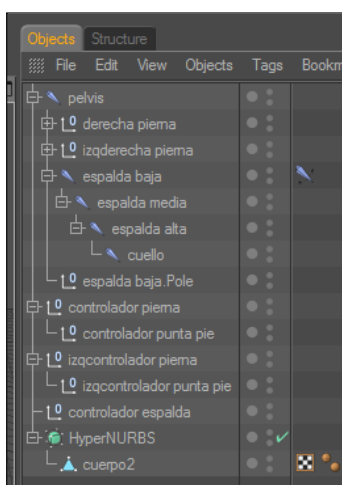 Objects Structure
File Edit View Objects Tags Bookm
pelvis
derecha pierna
izqderecha pierna
espalda baja
espalda media
espalda alta
cuello
espalda baja.Pole
controlador pierna
controlador punta pie
izqcontrolador pierna
izqcontrolador punta pie
controlador espalda
HyperNURBS
cuerpo2